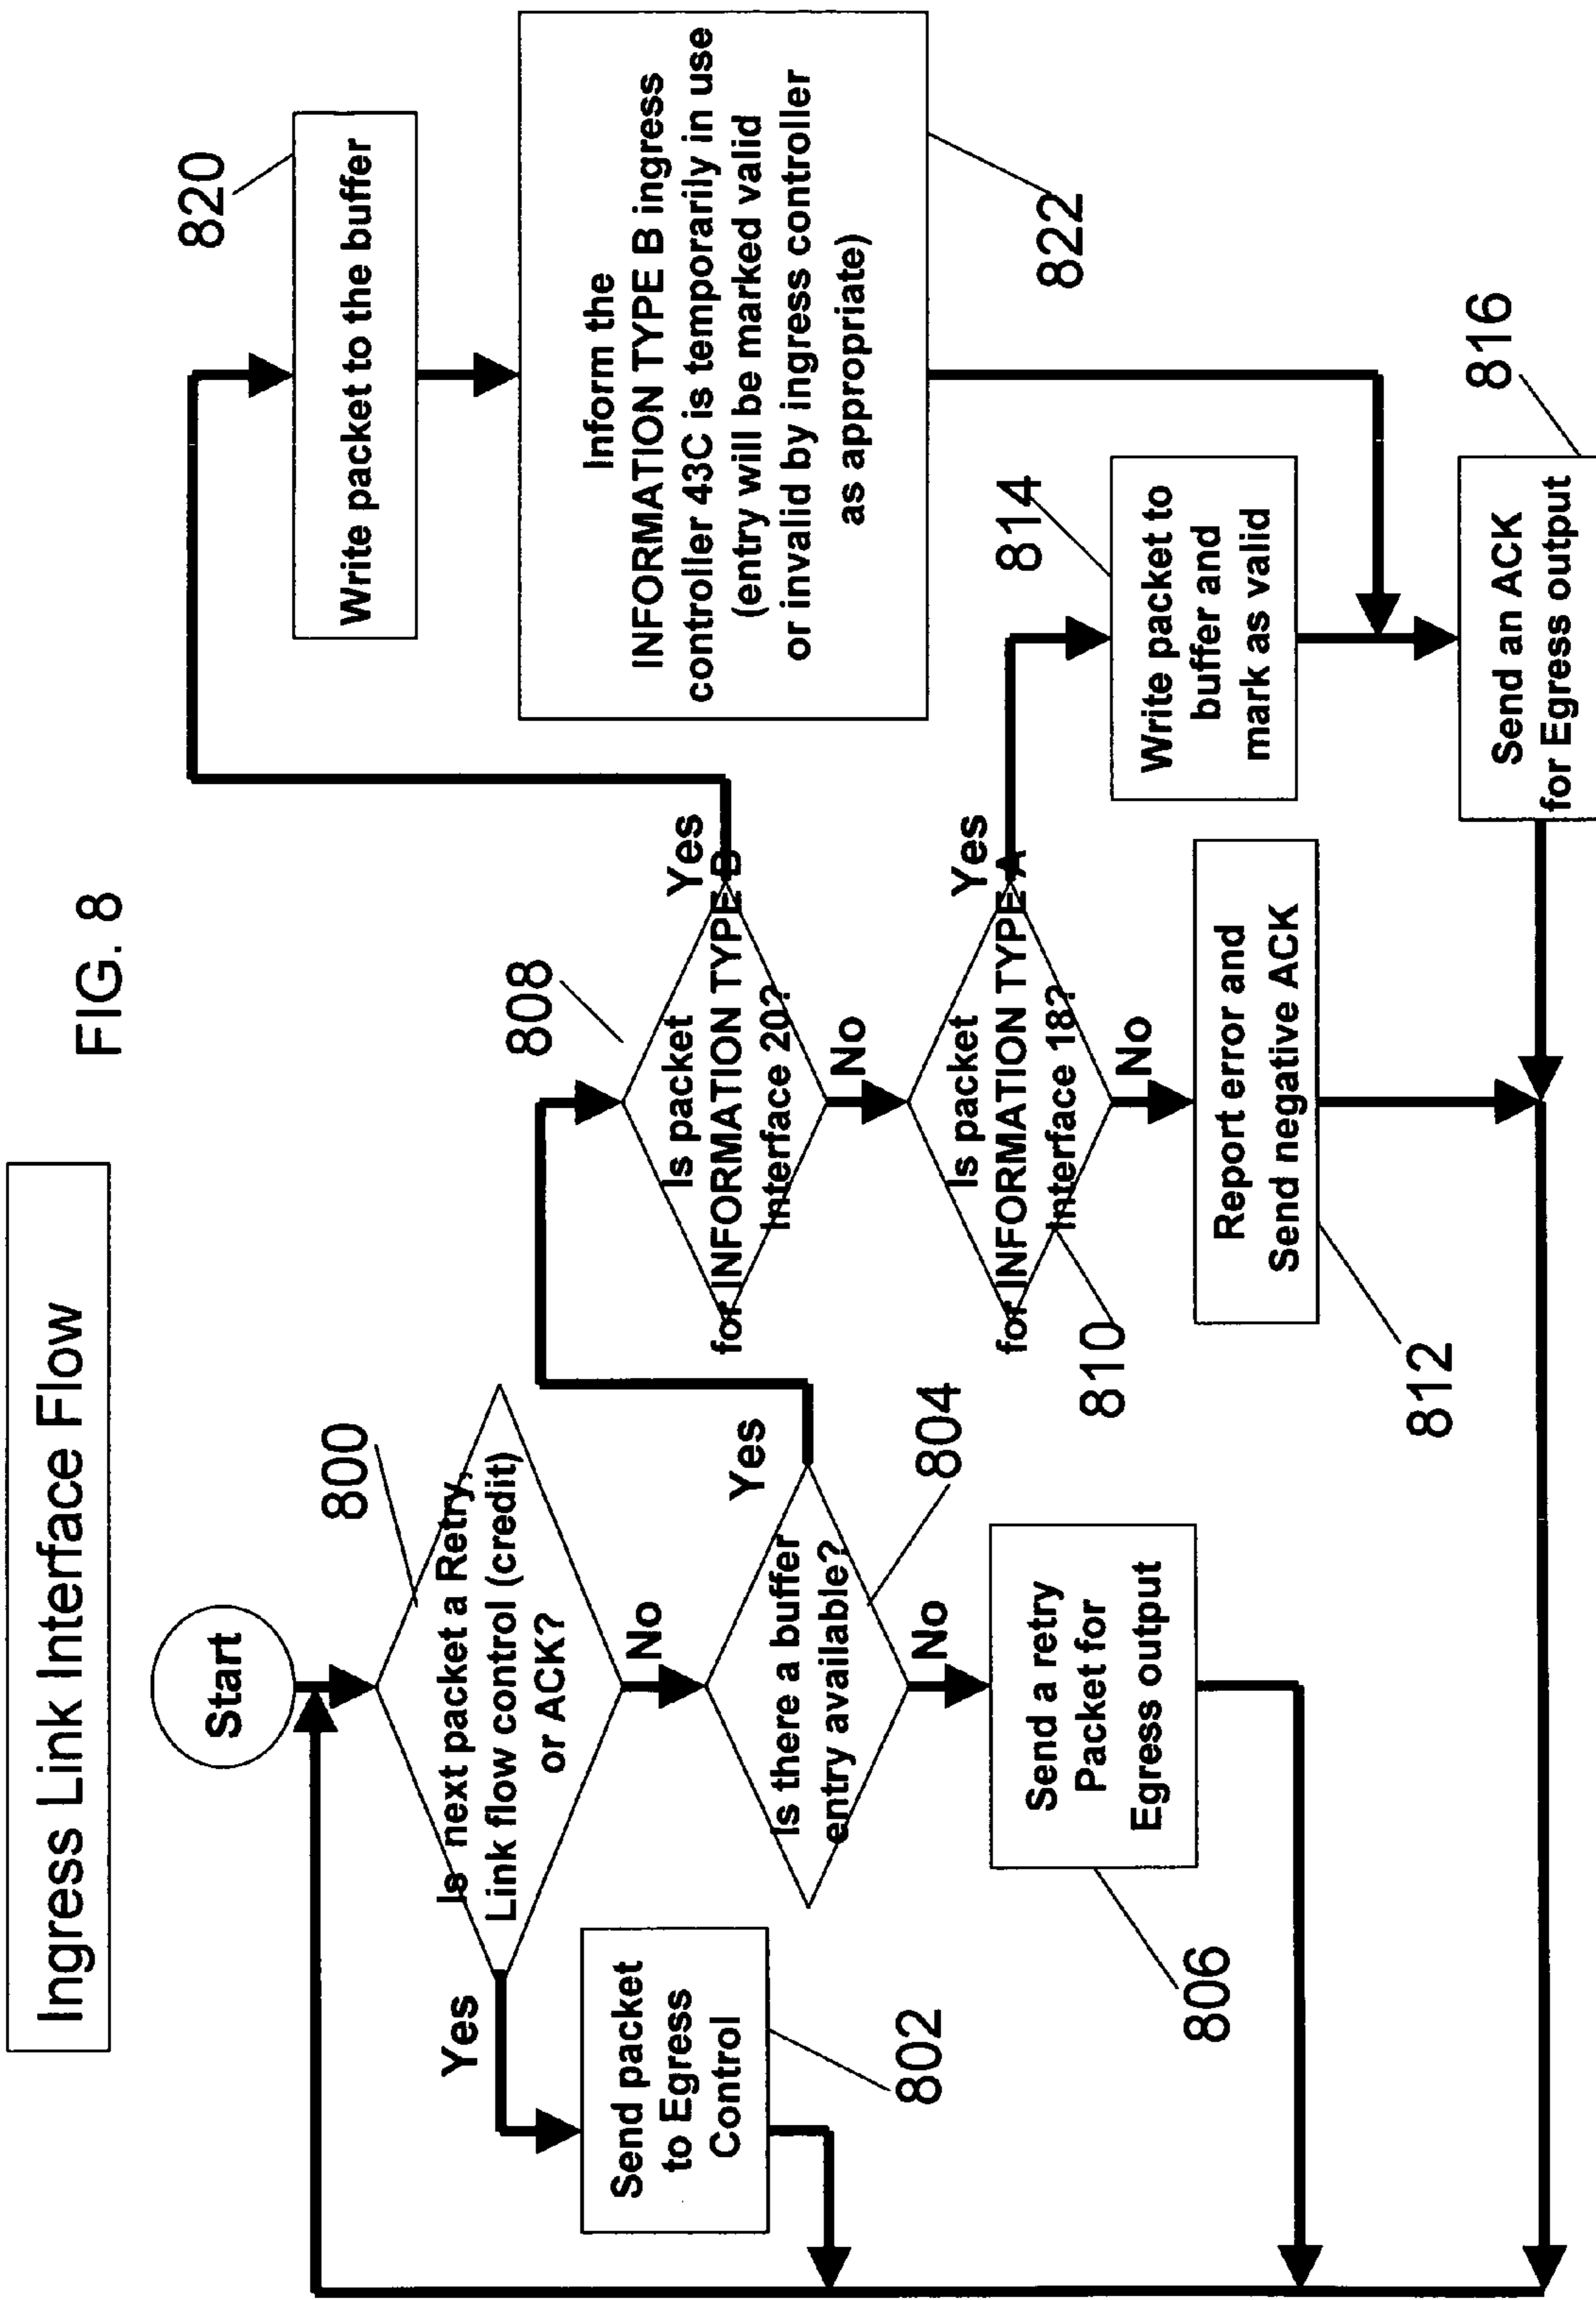 Ingress Link Interface Flow
FIG. 8
Start
800
Is next packet a Retry,
Link flow control (credit)
or ACK?
Yes
No
Send packet
to Egress
Control
802
Is there a buffer
entry available?
804
Yes
No
Send a retry
Packet for
Egress output
806
808
Is packet
for INFORMATION TYPE B
Interface 20?
Yes
No
Is packet
for INFORMATION TYPE A
Interface 18?
810
Yes
No
Report error and
Send negative ACK
812
820
Write packet to the buffer
Inform the
INFORMATION TYPE B ingress
controller 43C is temporarily in use
(entry will be marked valid
or invalid by ingress controller
as appropriate)
822
814
Write packet to
buffer and
mark as valid
816
Send an ACK
for Egress output